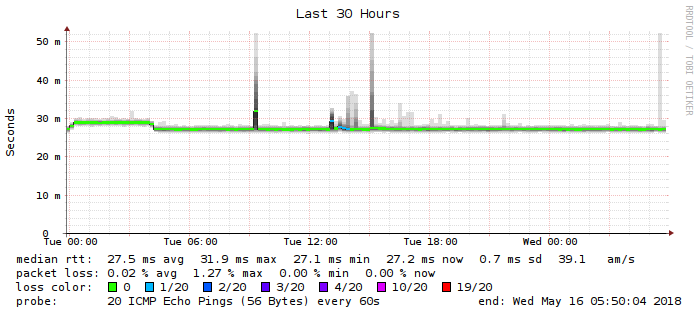 Last 30 Hours
RRDTOOL / TOBI OETIKER
Seconds
50 m
40 m
30 m
20 m
10 m
0
Tue 00:00 Tue 06:00 Tue 12:00 Tue 18:00 Wed 00:00
median rtt: 27.5 ms avg 31.9 ms max 27.1 ms min 27.2 ms now 0.7 ms sd 39.1 am/s
packet loss: 0.02 % avg 1.27 % max 0.00 % min 0.00 % now
loss color: 0 1/20 2/20 3/20 4/20 10/20 19/20
probe: 20 ICMP Echo Pings (56 Bytes) every 60s end: Wed May 16 05:50:04 2018